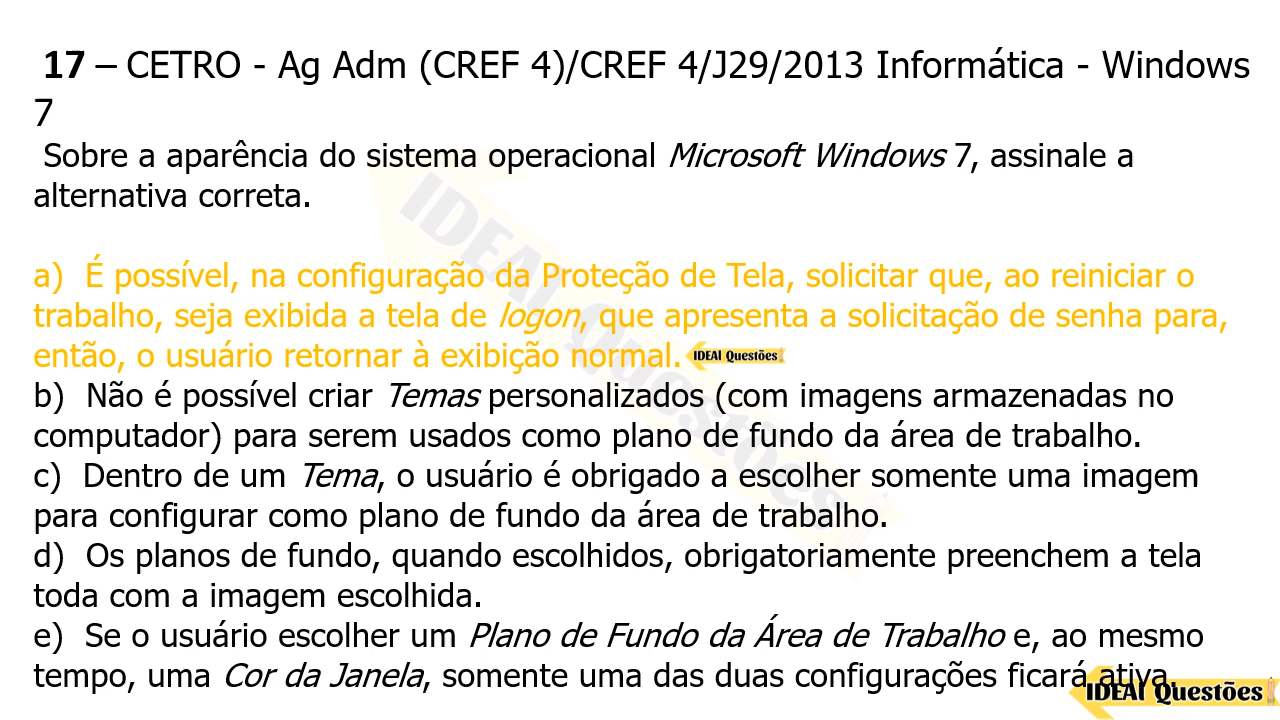 17 – CETRO - Ag Adm (CREF 4)/CREF 4/J29/2013 Informática - Windows
7
Sobre a aparência do sistema operacional Microsoft Windows 7, assinale a
alternativa correta.
a) É possível, na configuração da Proteção de Tela, solicitar que, ao reiniciar o
trabalho, seja exibida a tela de logon, que apresenta a solicitação de senha para,
então, o usuário retornar à exibição normal.
IDEAL Questões
b) Não é possível criar Temas personalizados (com imagens armazenadas no
computador) para serem usados como plano de fundo da área de trabalho.
c) Dentro de um Tema, o usuário é obrigado a escolher somente uma imagem
para configurar como plano de fundo da área de trabalho.
d) Os planos de fundo, quando escolhidos, obrigatoriamente preenchem a tela
toda com a imagem escolhida.
e) Se o usuário escolher um Plano de Fundo da Área de Trabalho e, ao mesmo
tempo, uma Cor da Janela, somente uma das duas configurações ficará ativa.
IDEAL Questões
IDEAL Questões